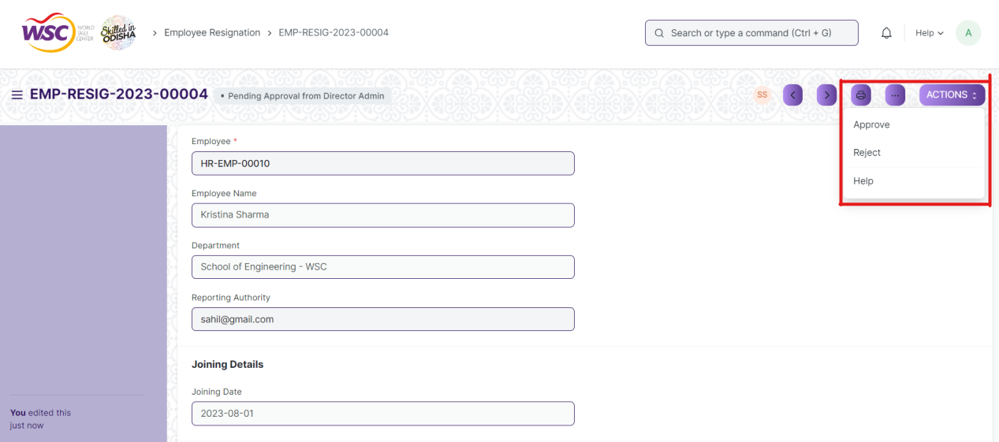 WSC WORLD SKILL CENTER Skilled in ODISHA > Employee Resignation > EMP-RESIG-2023-00004 Search or type a command (Ctrl + G) Help A
EMP-RESIG-2023-00004 • Pending Approval from Director Admin SS < > ... ACTIONS
Approve
Reject
Help
Employee *
HR-EMP-00010
Employee Name
Kristina Sharma
Department
School of Engineering - WSC
Reporting Authority
sahil@gmail.com
Joining Details
Joining Date
2023-08-01
You edited this
just now